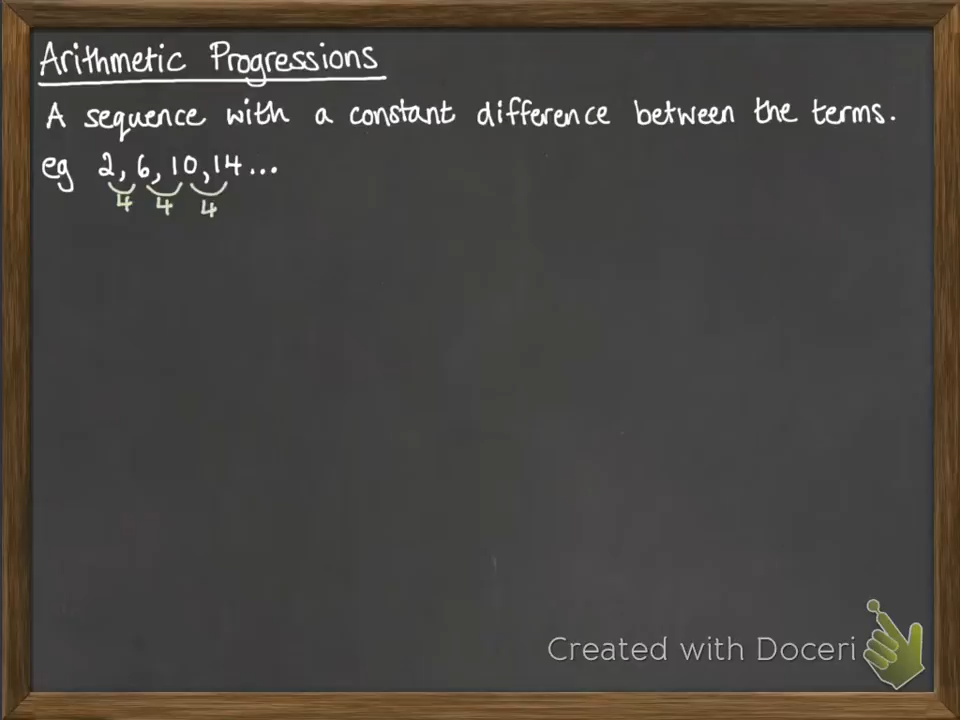 Arithmetic Progressions
A sequence with a constant difference between the terms.
eg 2, 6, 10, 14 ...
4 4 4
Created with Doceri